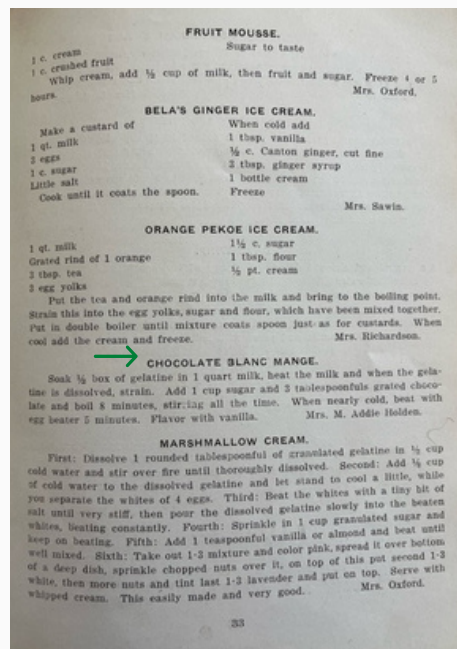 FRUIT MOUSSE.
1 c. cream Sugar to taste
1 c. crushed fruit
Whip cream, add ½ cup of milk, then fruit and sugar. Freeze 4 or 5
hours. Mrs. Oxford.
BELA'S GINGER ICE CREAM.
Make a custard of When cold add
1 qt. milk 1 tbsp. vanilla
3 eggs ½ c. Canton ginger, cut fine
1 c. sugar 3 tbsp. ginger syrup
Little salt 1 bottle cream
Cook until it coats the spoon. Freeze
Mrs. Sawin.
ORANGE PEKOE ICE CREAM.
1 qt. milk 1½ c. sugar
Grated rind of 1 orange 1 tbsp. flour
3 tbsp. tea ½ pt. cream
3 egg yolks
Put the tea and orange rind into the milk and bring to the boiling point.
Strain this into the egg yolks, sugar and flour, which have been mixed together.
Put in double boiler until mixture coats spoon just as for custards. When
cool add the cream and freeze. Mrs. Richardson.
CHOCOLATE BLANC MANGE.
Soak ½ box of gelatine in 1 quart milk, heat the milk and when the gela-
tine is dissolved, strain. Add 1 cup sugar and 3 tablespoonfuls grated choco-
late and boil 8 minutes, stirring all the time. When nearly cold, beat with
egg beater 5 minutes. Flavor with vanilla. Mrs. M. Addie Holden.
MARSHMALLOW CREAM.
First: Dissolve 1 rounded tablespoonful of granulated gelatine in ½ cup
cold water and stir over fire until thoroughly dissolved. Second: Add cup
of cold water to the dissolved gelatine and let stand to cool a little, while
you separate the whites of 4 eggs. Third: Beat the whites with a tiny bit of
salt until very stiff, then pour the dissolved gelatine slowly into the beaten
whites, beating constantly. Fourth: Sprinkle in 1 cup granulated sugar and
keep on beating. Fifth: Add 1 teaspoonful vanilla or almond and beat until
well mixed. Sixth: Take out 1-3 mixture and color pink, spread it over bottom
of a deep dish, sprinkle chopped nuts over it, on top of this put second 1-3
white, then more nuts and tint last 1-3 lavender and put on top. Serve with
whipped cream. This easily made and very good. Mrs. Oxford.
33